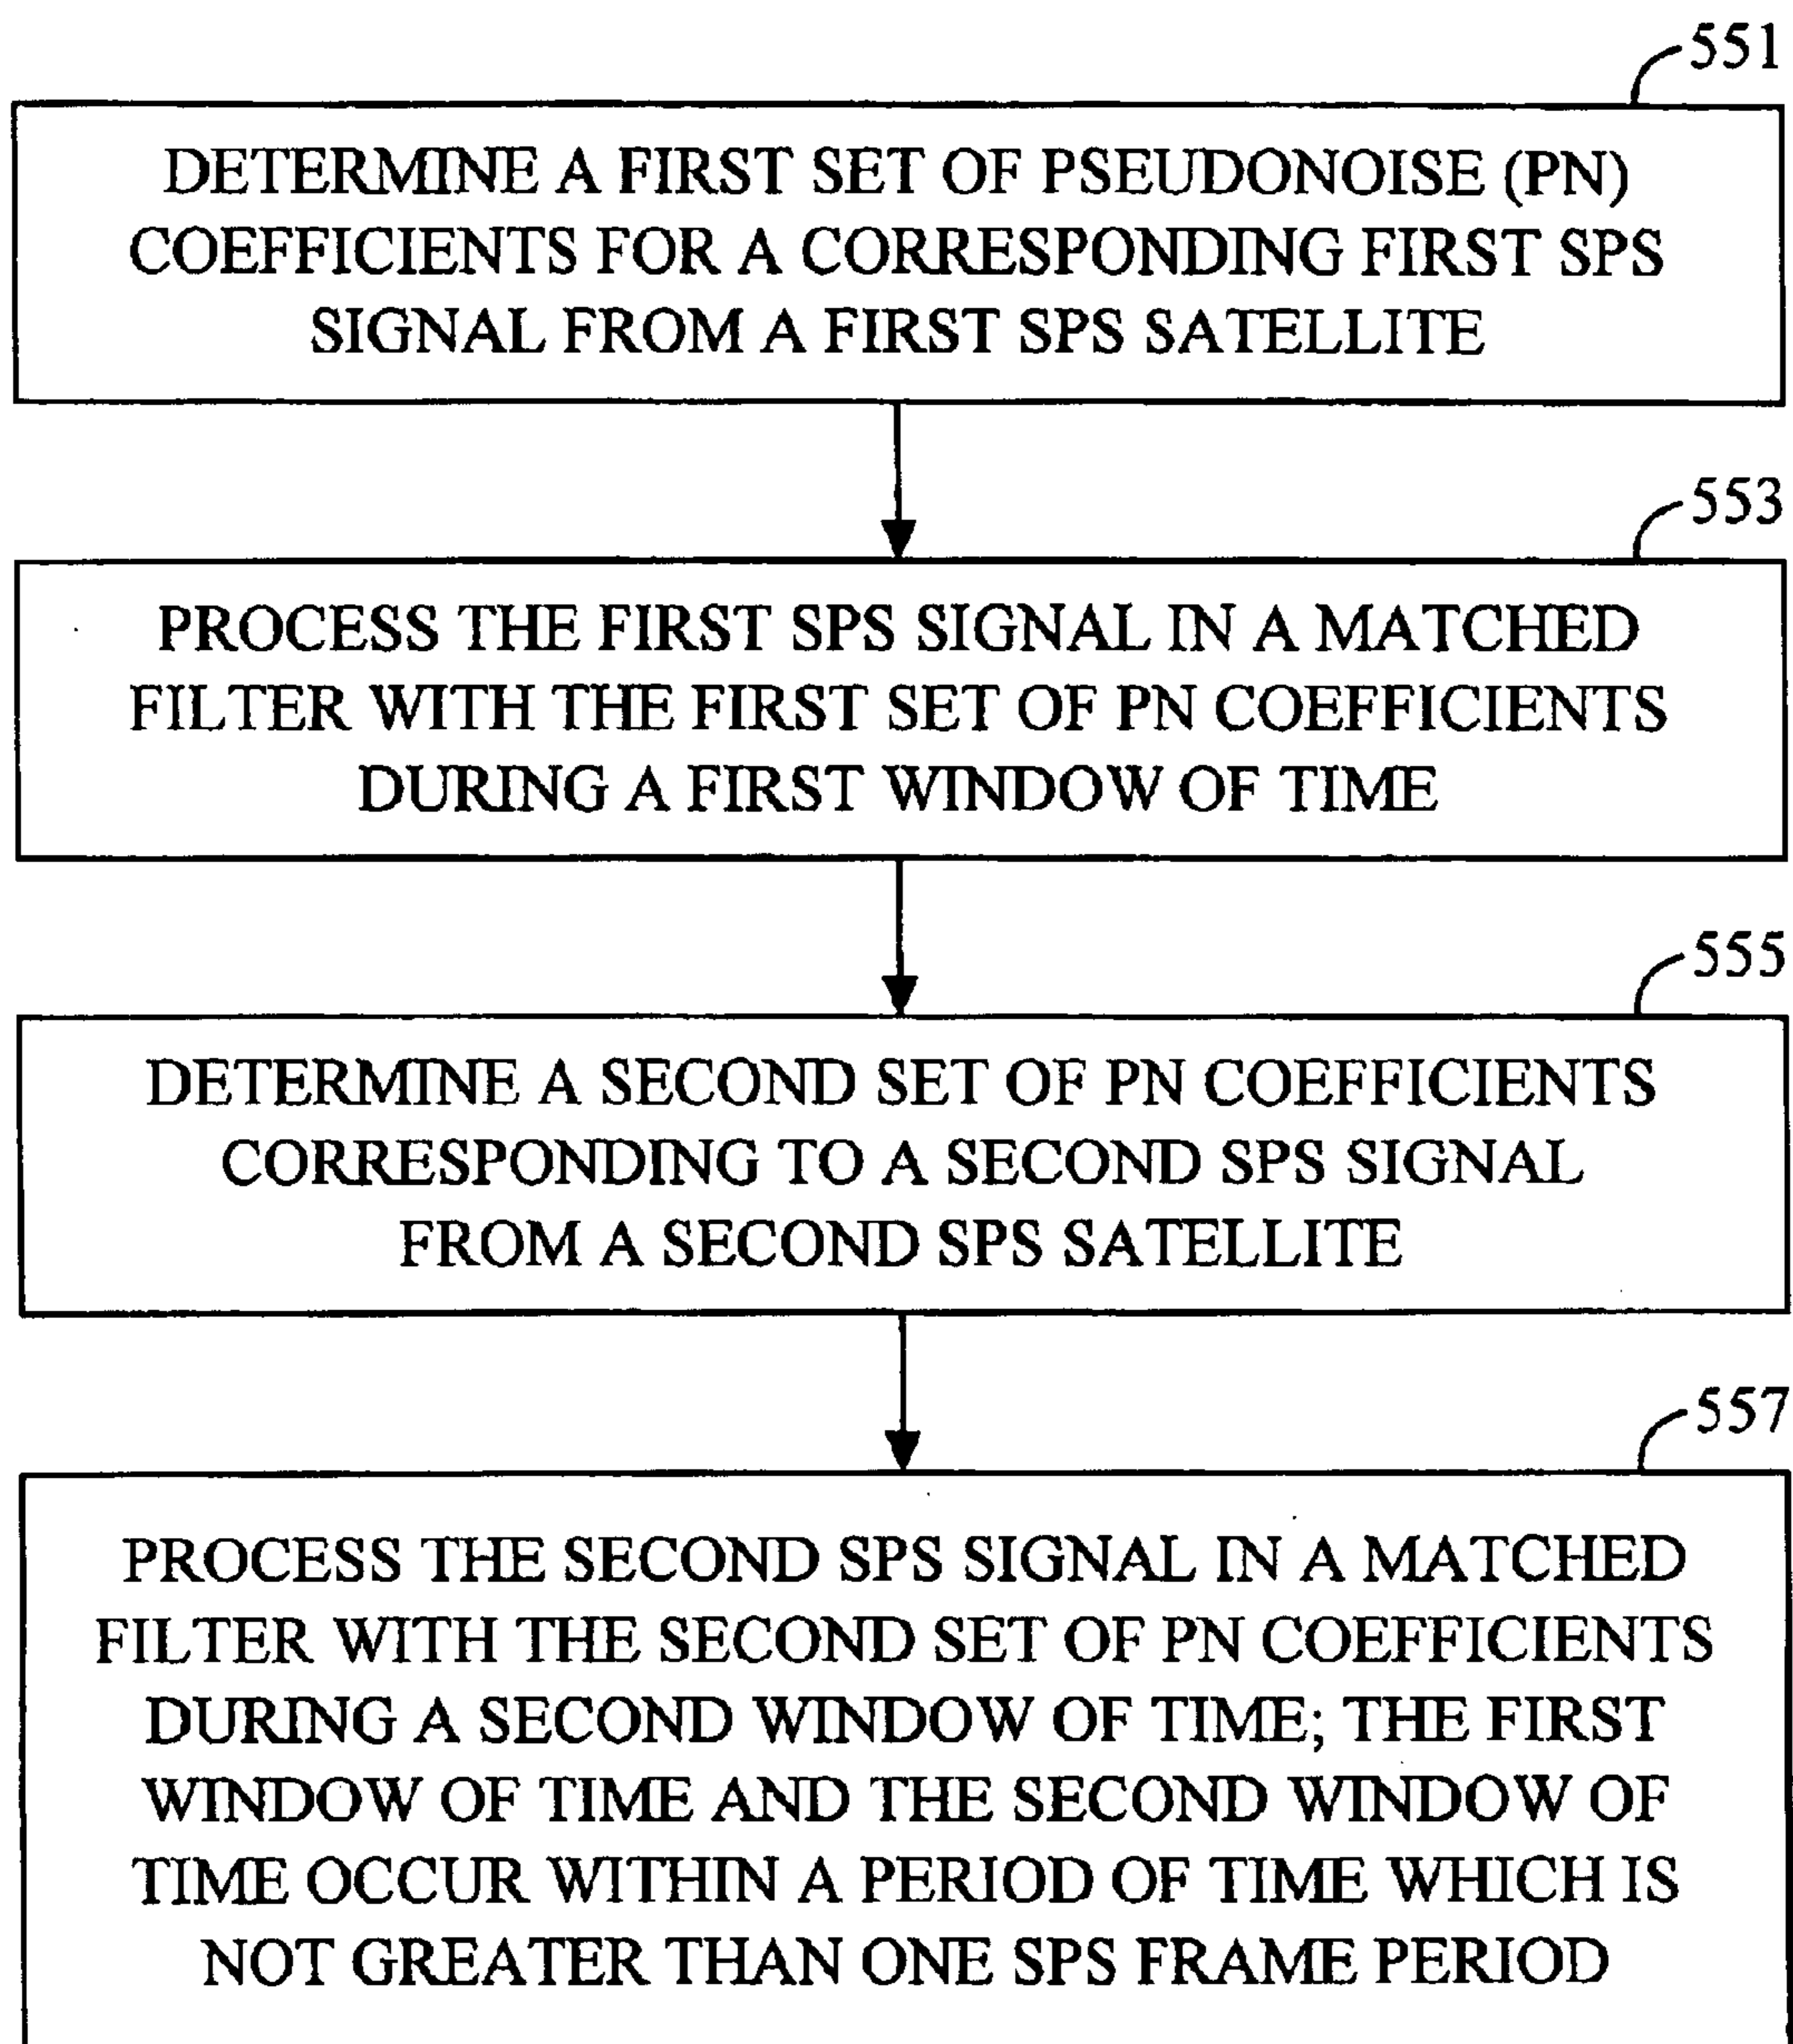 551
DETERMINE A FIRST SET OF PSEUDONOISE (PN)
COEFFICIENTS FOR A CORRESPONDING FIRST SPS
SIGNAL FROM A FIRST SPS SATELLITE
553
PROCESS THE FIRST SPS SIGNAL IN A MATCHED
FILTER WITH THE FIRST SET OF PN COEFFICIENTS
DURING A FIRST WINDOW OF TIME
555
DETERMINE A SECOND SET OF PN COEFFICIENTS
CORRESPONDING TO A SECOND SPS SIGNAL
FROM A SECOND SPS SATELLITE
557
PROCESS THE SECOND SPS SIGNAL IN A MATCHED
FILTER WITH THE SECOND SET OF PN COEFFICIENTS
DURING A SECOND WINDOW OF TIME; THE FIRST
WINDOW OF TIME AND THE SECOND WINDOW OF
TIME OCCUR WITHIN A PERIOD OF TIME WHICH IS
NOT GREATER THAN ONE SPS FRAME PERIOD